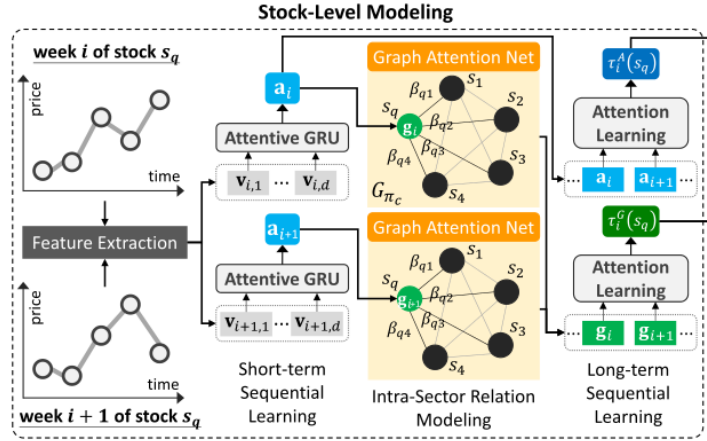 Stock-Level Modeling
week i of stock s_q
price
time
Feature Extraction
price
time
week i + 1 of stock s_q
a_i
Attentive GRU
v_{i,1} ⋯ v_{i,d}
a_{i+1}
Attentive GRU
v_{i+1,1} ⋯ v_{i+1,d}
Short-term
Sequential
Learning
Graph Attention Net
s_1
s_q
β_{q1}
s_2
g_i
β_{q2}
β_{q3}
β_{q4}
s_3
s_4
G_{π_c}
Graph Attention Net
s_1
s_q
β_{q1}
s_2
g_{i+1}
β_{q2}
β_{q3}
β_{q4}
s_3
s_4
Intra-Sector Relation
Modeling
τ_i^A(s_q)
Attention
Learning
⋯ a_i a_{i+1} ⋯
τ_i^G(s_q)
Attention
Learning
⋯ g_i g_{i+1} ⋯
Long-term
Sequential
Learning